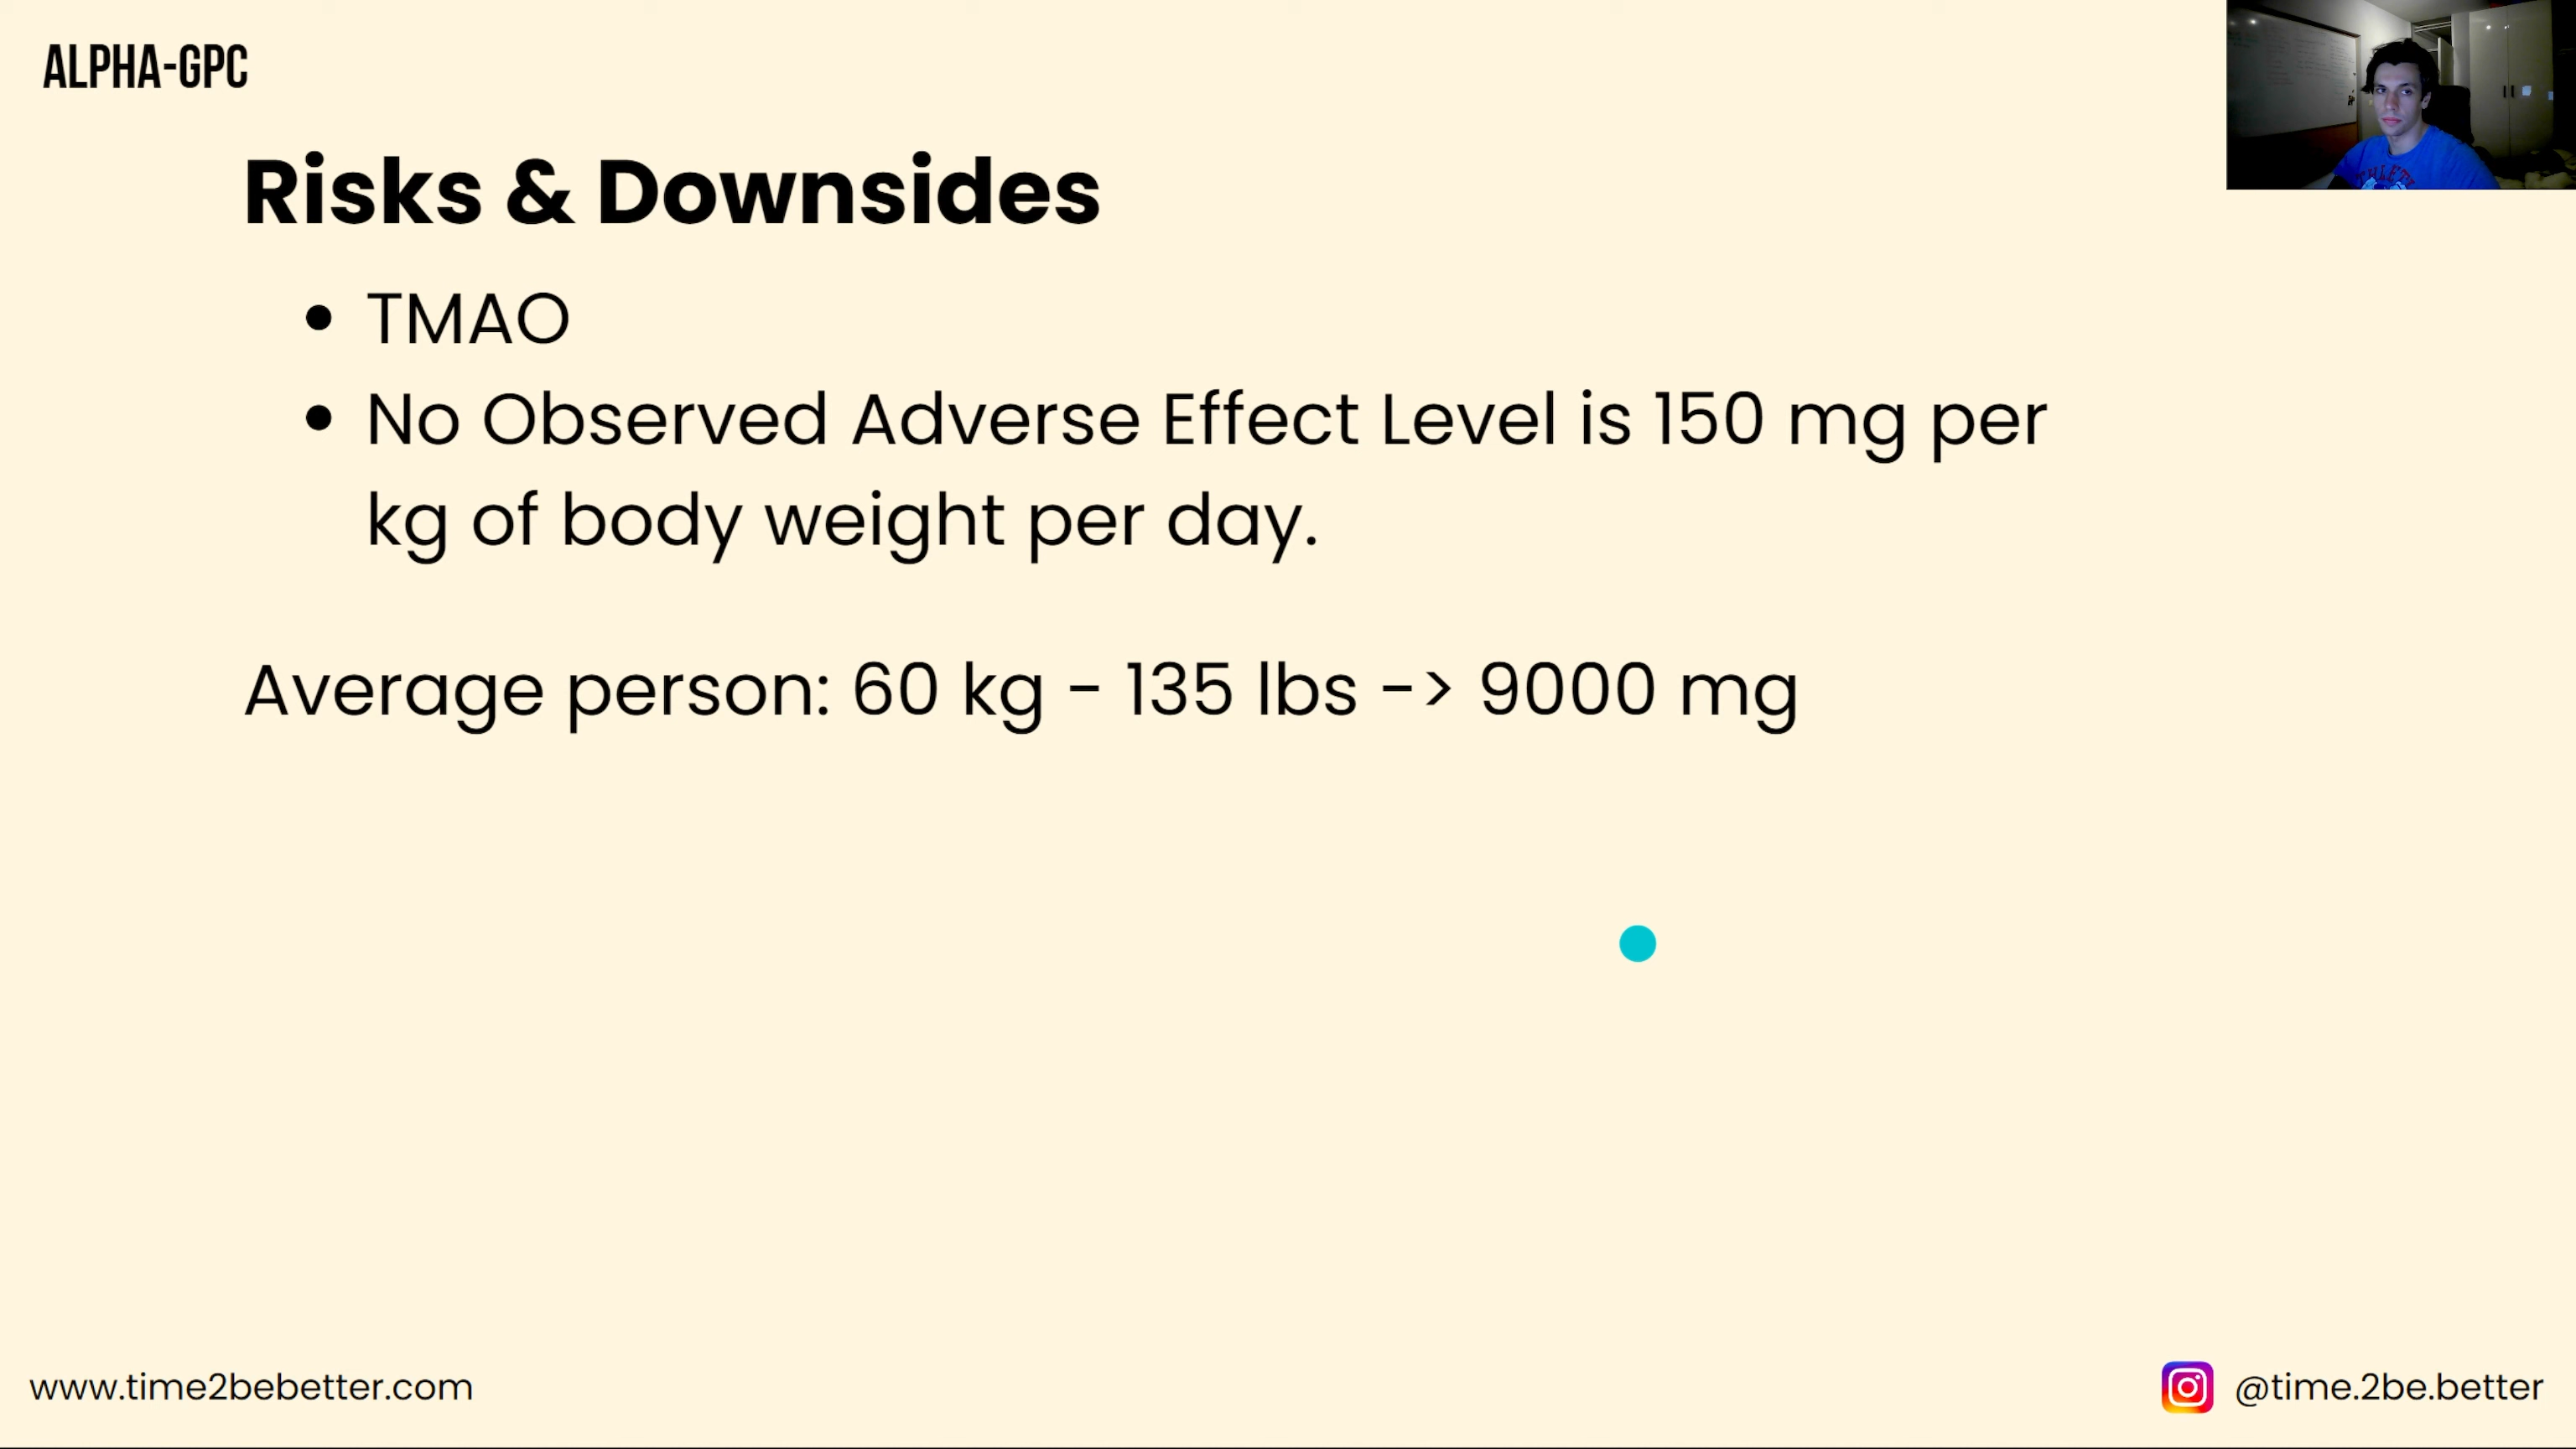 ALPHA-GPC
Risks & Downsides
• TMAO
• No Observed Adverse Effect Level is 150 mg per
kg of body weight per day.
Average person: 60 kg - 135 lbs -> 9000 mg
www.time2bebetter.com
@time.2be.better